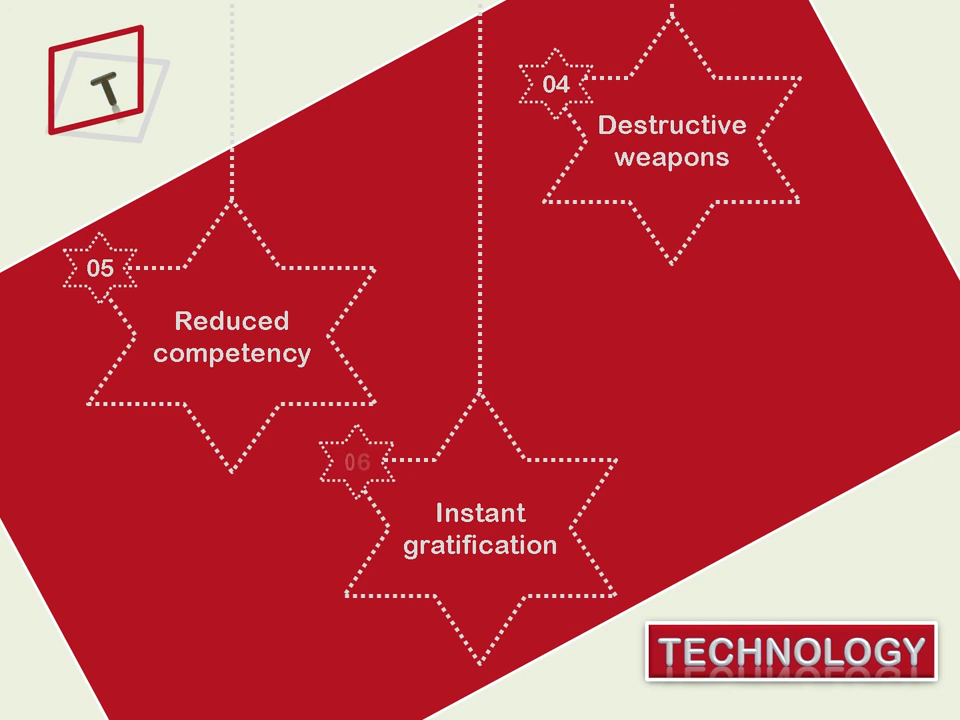 04
Destructive
weapons
05
Reduced
competency
06
Instant
gratification
TECHNOLOGY